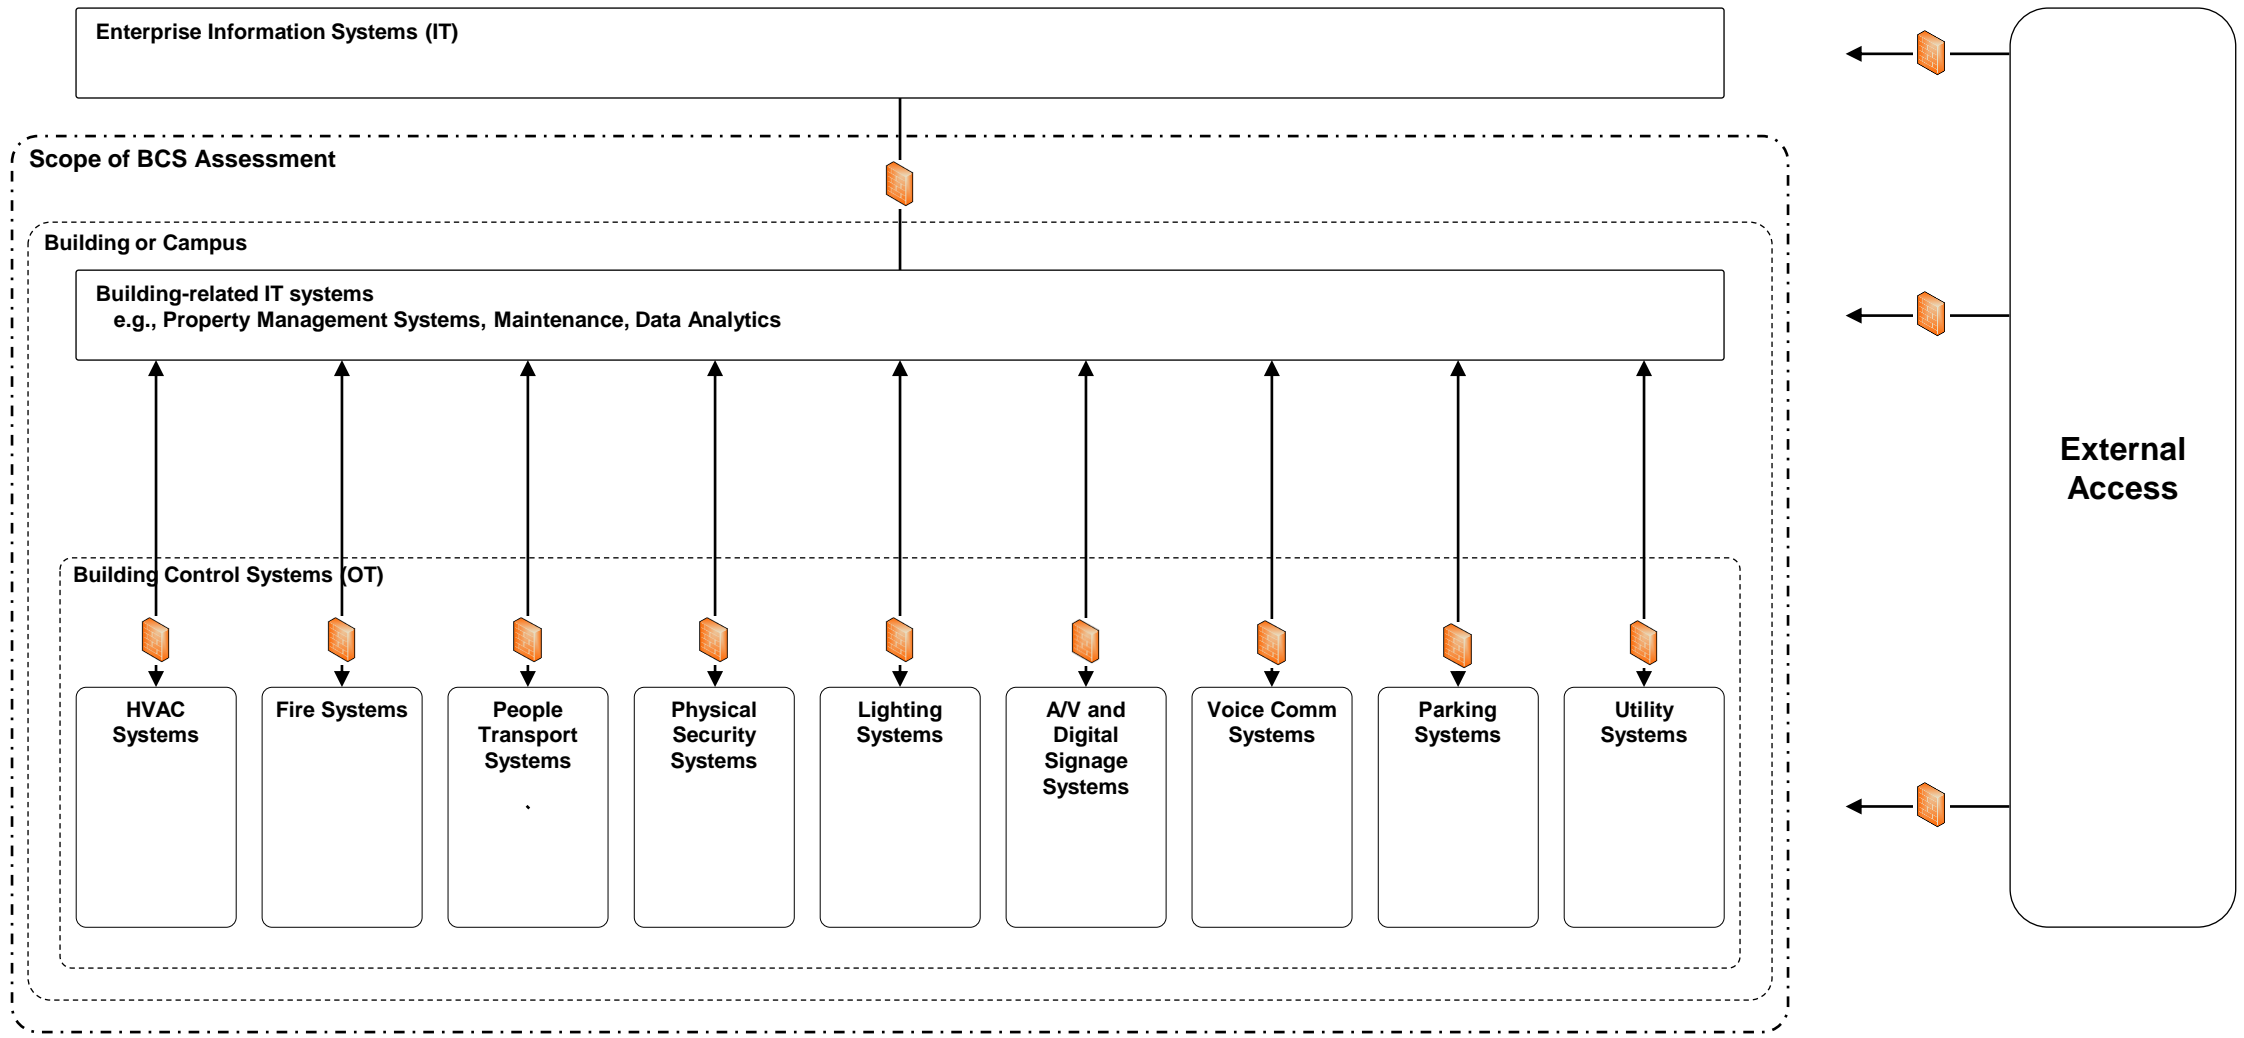 Enterprise Information Systems (IT)
Scope of BCS Assessment
Building or Campus
Building-related IT systems
e.g., Property Management Systems, Maintenance, Data Analytics
External
Access
Building Control Systems (OT)
HVAC
Systems
Fire Systems
People
Transport
Systems
.
Physical
Security
Systems
Lighting
Systems
A/V and
Digital
Signage
Systems
Voice Comm
Systems
Parking
Systems
Utility
Systems